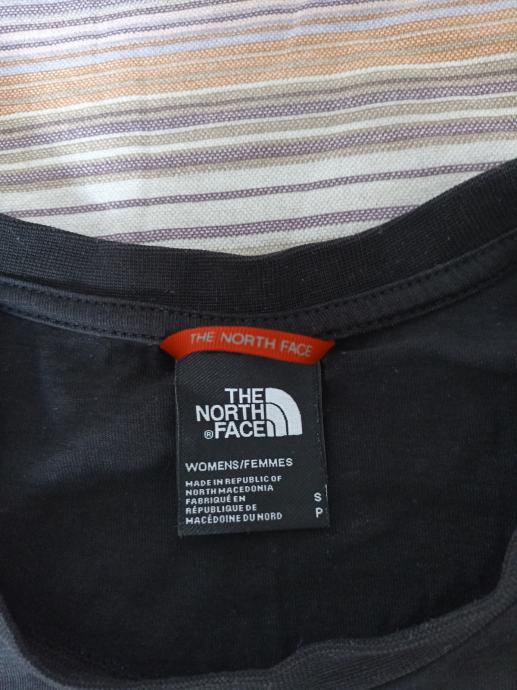 THE NORTH FACE
THE
NORTH
® FACE
WOMENS/FEMMES
MADE IN REPUBLIC OF
NORTH MACEDONIA
FABRIQUÉ EN
RÉPUBLIQUE DE
MACÉDOINE DU NORD
S
P